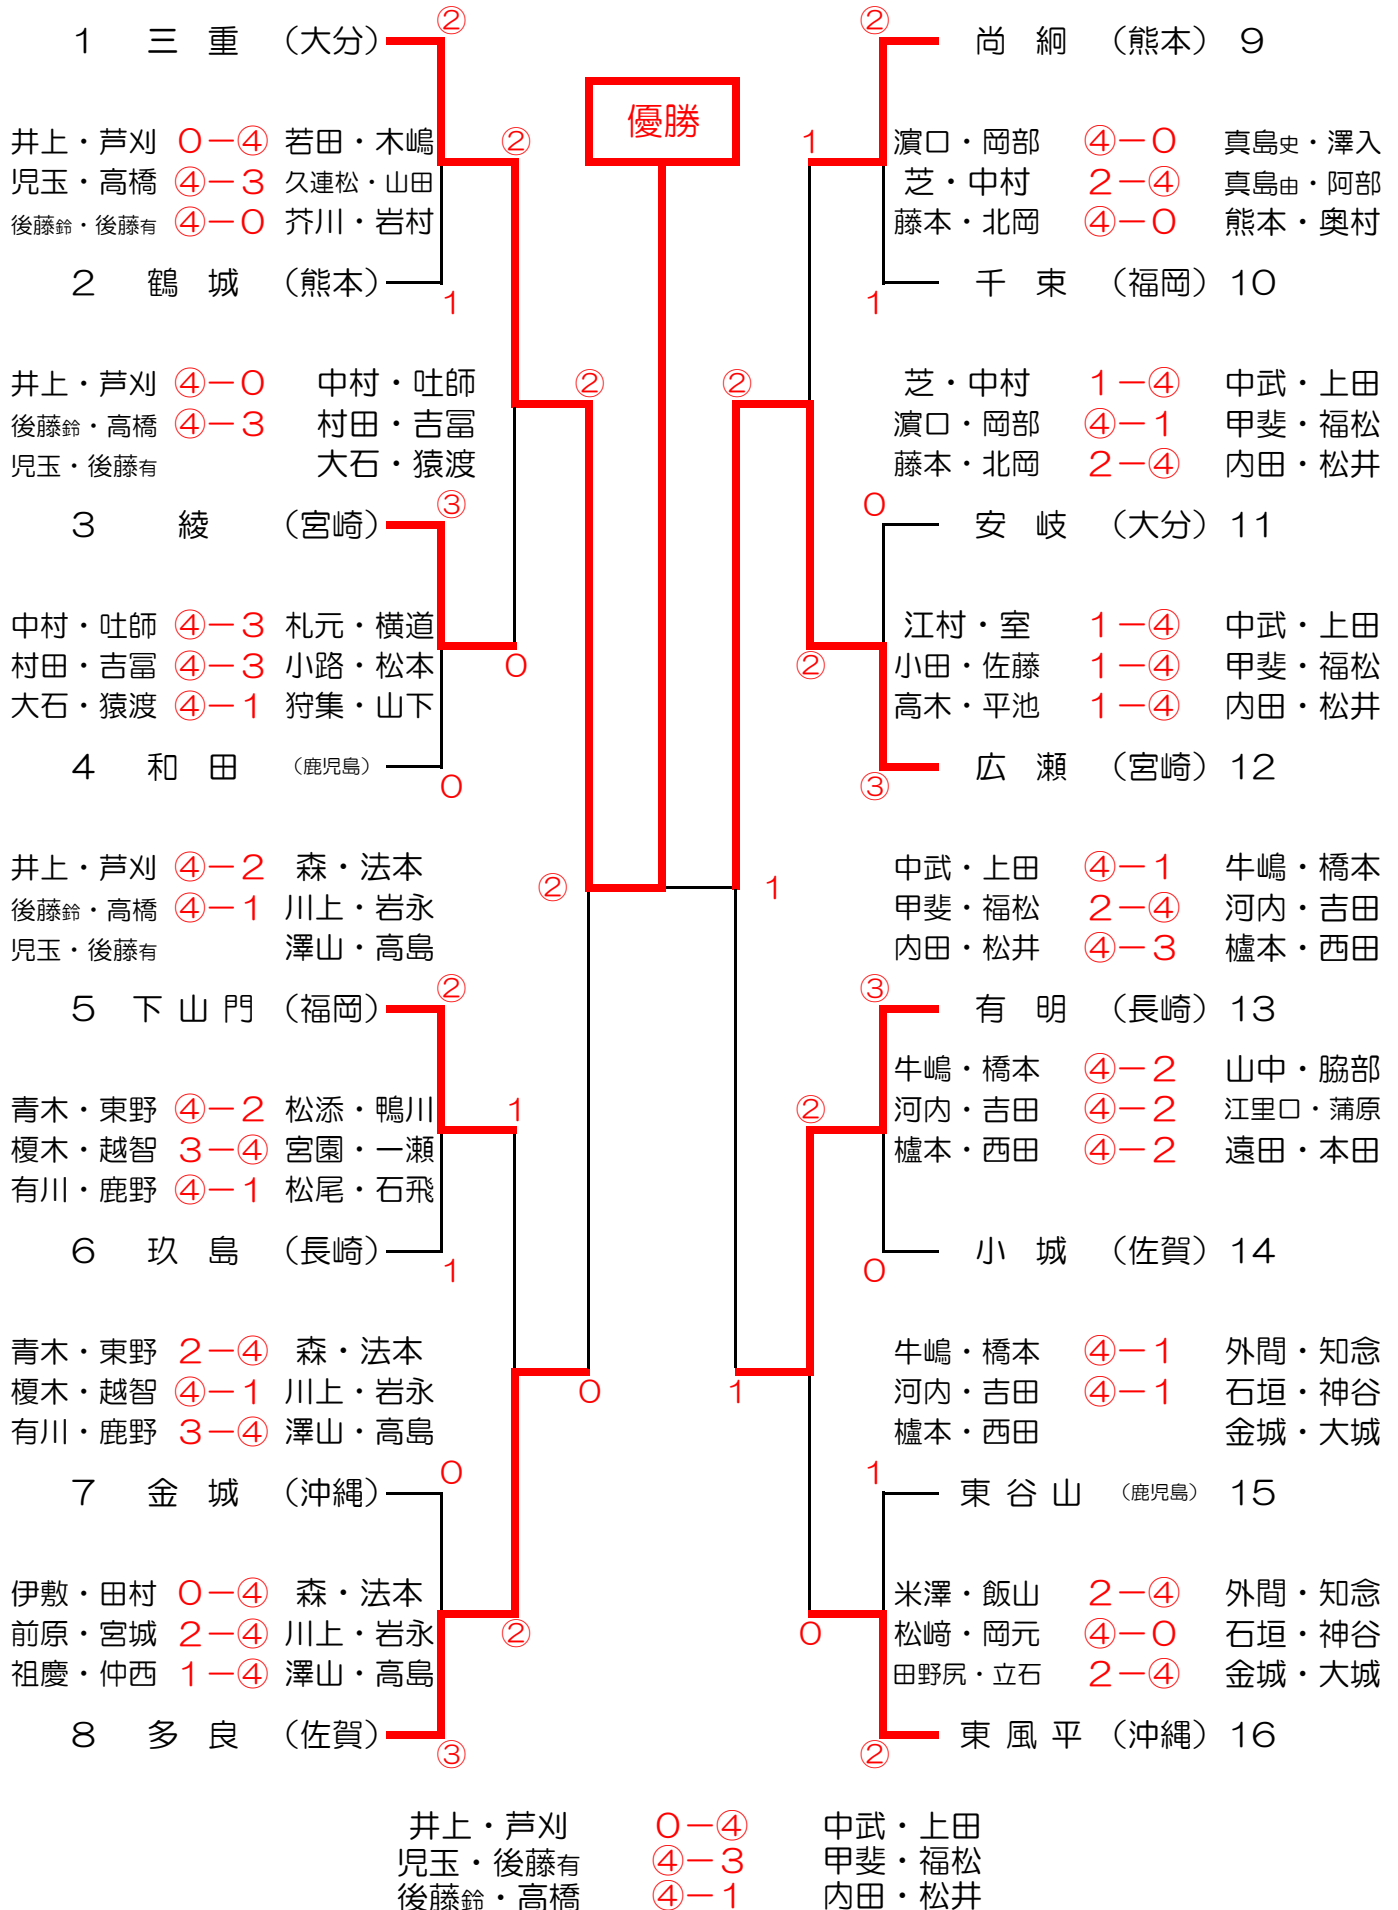 ②
②
1 三重 (大分)
尚絅 (熊本) 9
優勝
井上・芦刈 0-④ 若田・木嶋
児玉・高橋 ④-3 久連松・山田
後藤鈴・後藤有 ④-0 芥川・岩村
②
1
濵口・岡部 ④-0 真島史・澤入
芝・中村 2-④ 真島由・阿部
藤本・北岡 ④-0 熊本・奥村
2 鶴城 (熊本)
1
千束 (福岡) 10
1
井上・芦刈 ④-0 中村・吐師
後藤鈴・高橋 ④-3 村田・吉冨
児玉・後藤有 大石・猿渡
②
②
芝・中村 1-④ 中武・上田
濵口・岡部 ④-1 甲斐・福松
藤本・北岡 2-④ 内田・松井
③
0
3 綾 (宮崎)
安岐 (大分) 11
中村・吐師 ④-3 札元・横道
村田・吉冨 ④-3 小路・松本
大石・猿渡 ④-1 狩集・山下
0
②
江村・室 1-④ 中武・上田
小田・佐藤 1-④ 甲斐・福松
高木・平池 1-④ 内田・松井
4 和田 (鹿児島)
0
広瀬 (宮崎) 12
③
井上・芦刈 ④-2 森・法本
後藤鈴・高橋 ④-1 川上・岩永
児玉・後藤有 澤山・高島
②
1
中武・上田 ④-1 牛嶋・橋本
甲斐・福松 2-④ 河内・吉田
内田・松井 ④-3 櫨本・西田
②
③
5 下山門 (福岡)
有明 (長崎) 13
青木・東野 ④-2 松添・鴨川
榎木・越智 3-④ 宮園・一瀬
有川・鹿野 ④-1 松尾・石飛
1
②
牛嶋・橋本 ④-2 山中・脇部
河内・吉田 ④-2 江里口・蒲原
櫨本・西田 ④-2 遠田・本田
6 玖島 (長崎)
1
小城 (佐賀) 14
0
青木・東野 2-④ 森・法本
榎木・越智 ④-1 川上・岩永
有川・鹿野 3-④ 澤山・高島
0
1
牛嶋・橋本 ④-1 外間・知念
河内・吉田 ④-1 石垣・神谷
櫨本・西田 金城・大城
0
1
7 金城 (沖縄)
東谷山 (鹿児島) 15
伊敷・田村 0-④ 森・法本
前原・宮城 2-④ 川上・岩永
祖慶・仲西 1-④ 澤山・高島
②
0
米澤・飯山 2-④ 外間・知念
松﨑・岡元 ④-0 石垣・神谷
田野尻・立石 2-④ 金城・大城
8 多良 (佐賀)
③
東風平 (沖縄) 16
②
井上・芦刈 0-④ 中武・上田
児玉・後藤有 ④-3 甲斐・福松
後藤鈴・高橋 ④-1 内田・松井